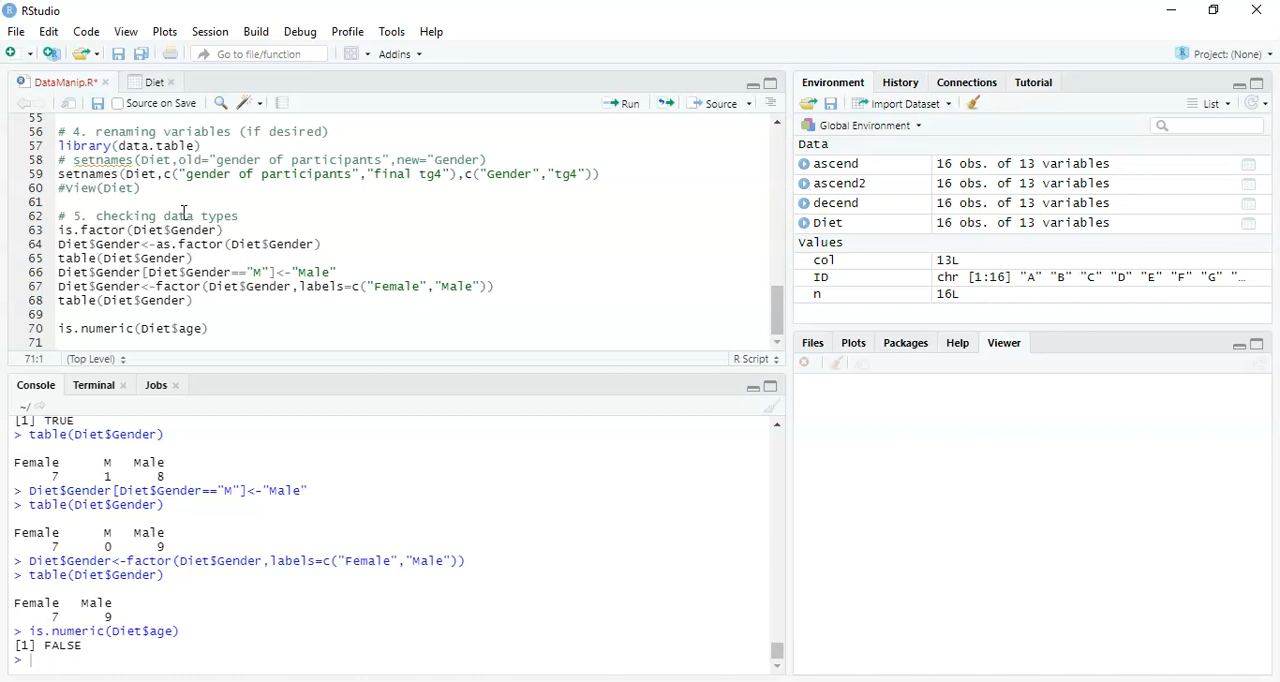 RStudio
File Edit Code View Plots Session Build Debug Profile Tools Help
Go to file/function Addins Project: (None)
DataManip.R* Diet
Source on Save Run Source
55
56 # 4. renaming variables (if desired)
57 library(data.table)
58 # setnames(Diet,old="gender of participants",new="Gender)
59 setnames(Diet,c("gender of participants","final tg4"),c("Gender","tg4"))
60 #View(Diet)
61
62 # 5. checking data types
63 is.factor(Diet$Gender)
64 Diet$Gender<-as.factor(Diet$Gender)
65 table(Diet$Gender)
66 Diet$Gender[Diet$Gender=="M"]<-"Male"
67 Diet$Gender<-factor(Diet$Gender,labels=c("Female","Male"))
68 table(Diet$Gender)
69
70 is.numeric(Diet$age)
71
71:1 (Top Level) R Script
Console Terminal Jobs
~/
[1] TRUE
> table(Diet$Gender)
Female M Male
7 1 8
> Diet$Gender[Diet$Gender=="M"]<-"Male"
> table(Diet$Gender)
Female M Male
7 0 9
> Diet$Gender<-factor(Diet$Gender,labels=c("Female","Male"))
> table(Diet$Gender)
Female Male
7 9
> is.numeric(Diet$age)
[1] FALSE
>
Environment History Connections Tutorial
Import Dataset List
Global Environment
Data
ascend 16 obs. of 13 variables
ascend2 16 obs. of 13 variables
decend 16 obs. of 13 variables
Diet 16 obs. of 13 variables
values
col 13L
ID chr [1:16] "A" "B" "C" "D" "E" "F" "G" "…
n 16L
Files Plots Packages Help Viewer